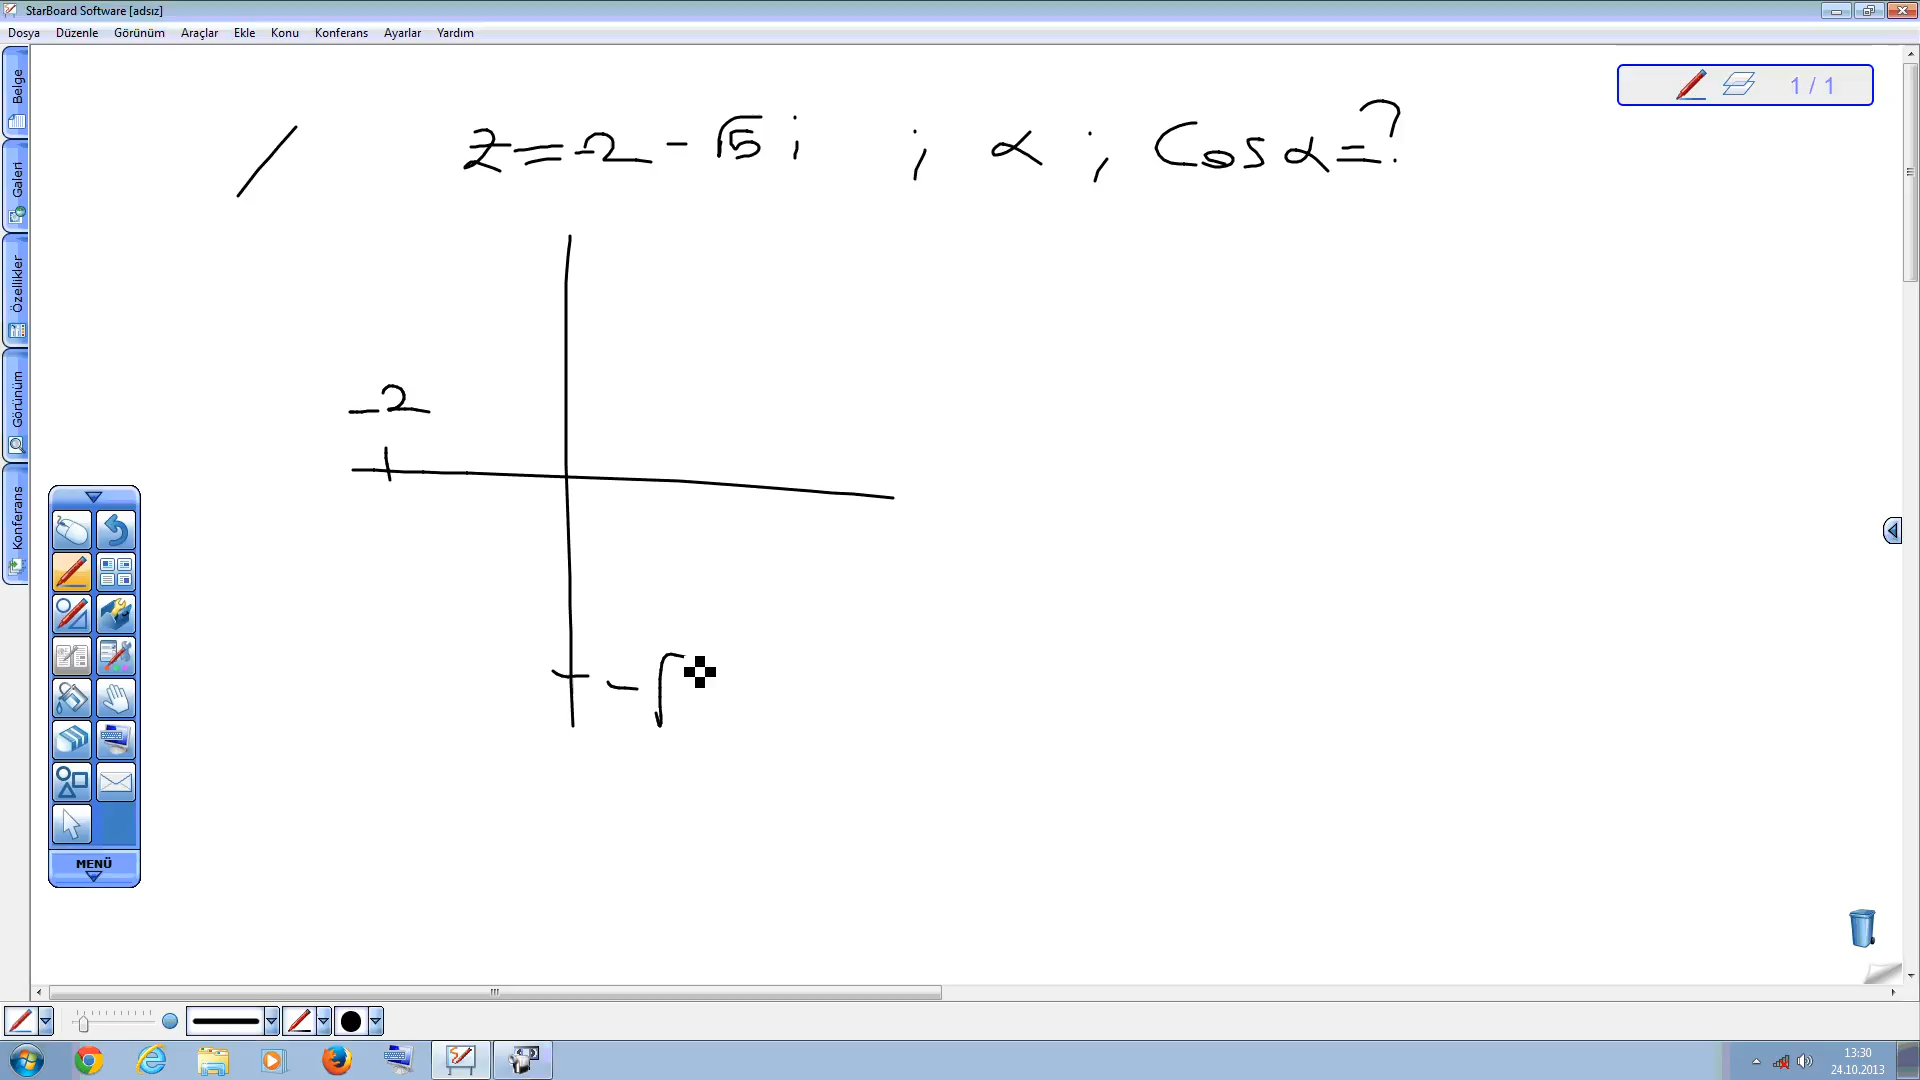 StarBoard Software [adsız]
Dosya Düzenle Görünüm Araçlar Ekle Konu Konferans Ayarlar Yardım
Belge
Galeri
Özellikler
Görünüm
Konferans
1 / 1
z = -2 - √5 i ; α ; Cos α = ?
-2
- √
MENÜ
13:30
24.10.2013